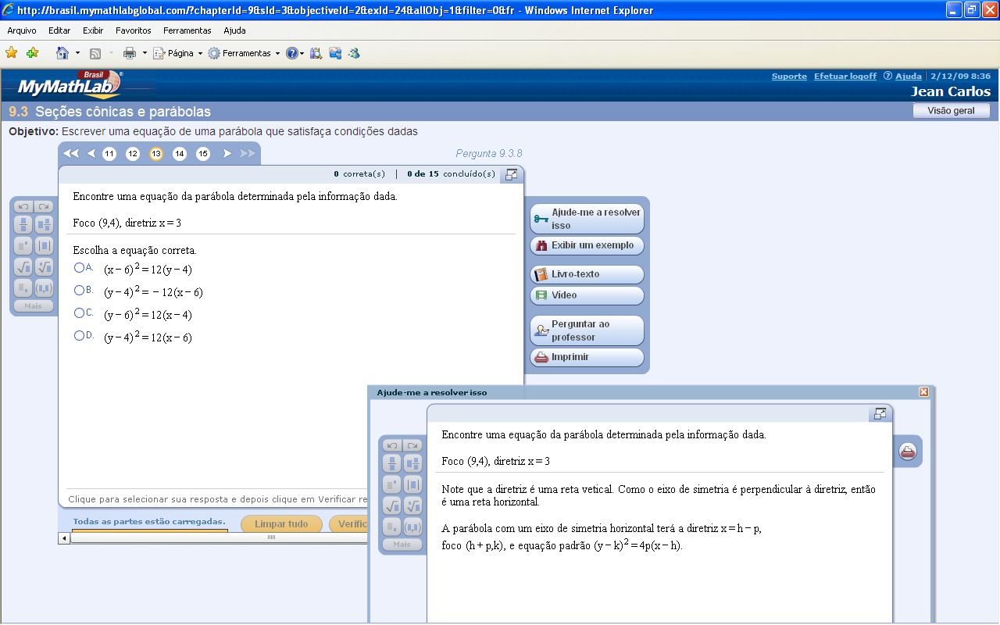 http://brasil.mymathlabglobal.com/?chapterId=9&sId=3&objectiveId=2&exId=24&allObj=1&filter=0&fr - Windows Internet Explorer
Arquivo Editar Exibir Favoritos Ferramentas Ajuda
Página Ferramentas
Brasil
MyMathLab®
Suporte Efetuar logoff ? Ajuda | 2/12/09 8:36
Jean Carlos
9.3 Seções cônicas e parábolas
Visão geral
Objetivo: Escrever uma equação de uma parábola que satisfaça condições dadas
11 12 13 14 15
Pergunta 9.3.8
0 correta(s) | 0 de 15 concluído(s)
Encontre uma equação da parábola determinada pela informação dada.
Foco (9,4), diretriz x = 3
Escolha a equação correta.
A. (x − 6)² = 12(y − 4)
B. (y − 4)² = − 12(x − 6)
C. (y − 6)² = 12(x − 4)
D. (y − 4)² = 12(x − 6)
Mais
Ajude-me a resolver
isso
Exibir um exemplo
Livro-texto
Vídeo
Perguntar ao
professor
Imprimir
Clique para selecionar sua resposta e depois clique em Verificar re
Todas as partes estão carregadas.
Limpar tudo
Verific
Ajude-me a resolver isso
Encontre uma equação da parábola determinada pela informação dada.
Foco (9,4), diretriz x = 3
Note que a diretriz é uma reta vetical. Como o eixo de simetria é perpendicular à diretriz, então
é uma reta horizontal.
A parábola com um eixo de simetria horizontal terá a diretriz x = h − p,
foco (h + p,k), e equação padrão (y − k)² = 4p(x − h).
Mais